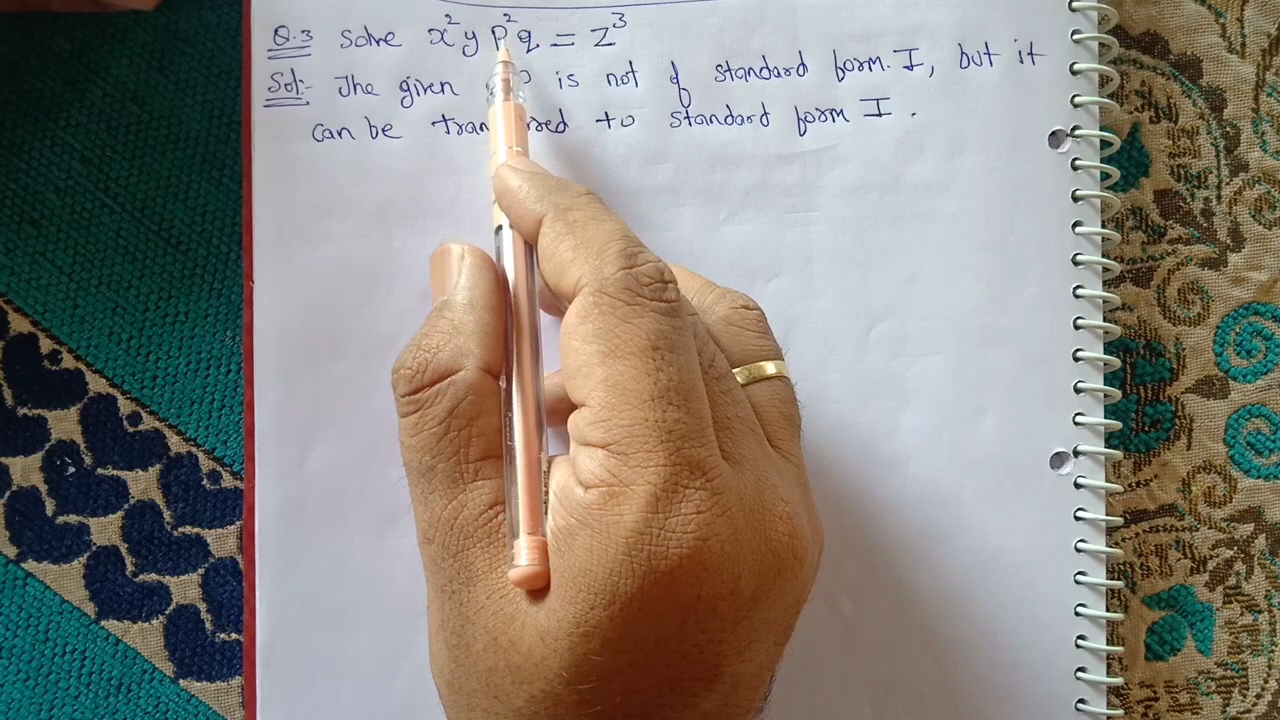 Q.3 Solve x²y p²q = z³
Sol:- The given is not of standard form I, but it
can be to standard form I.